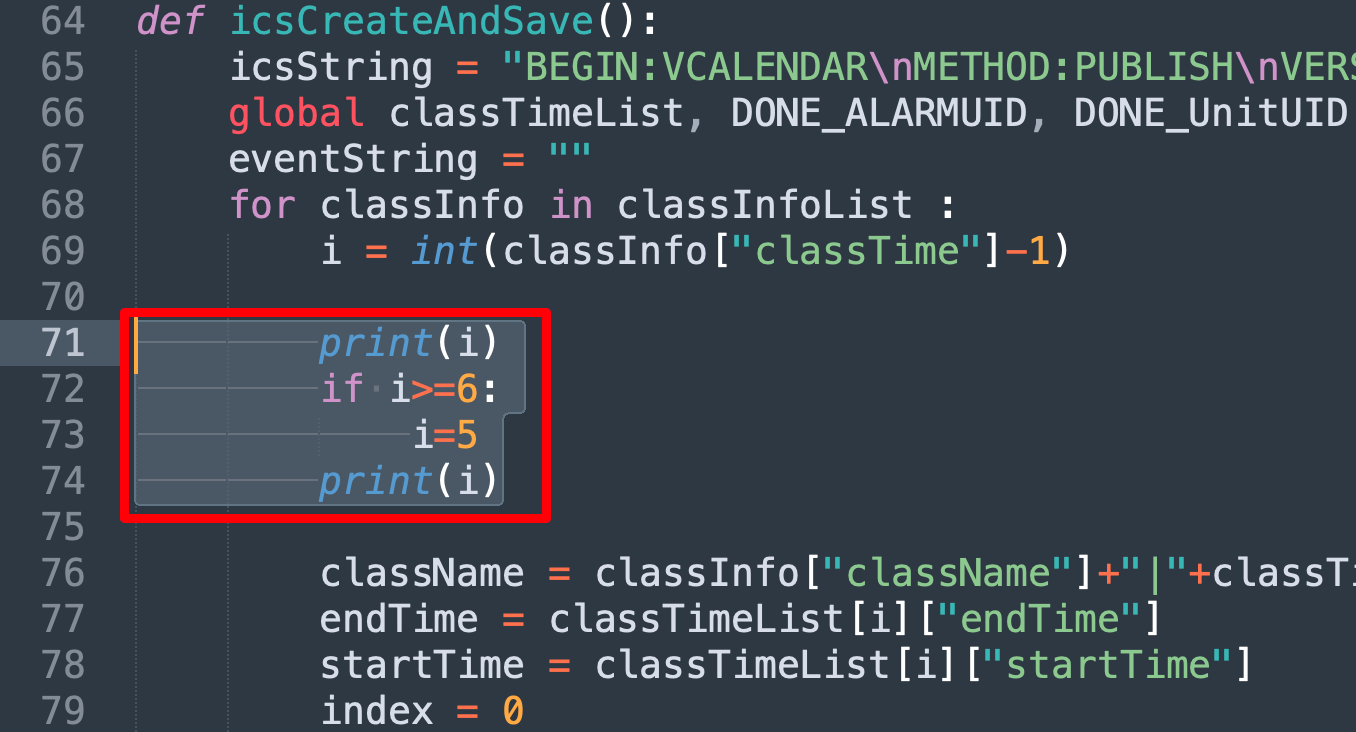 64 def icsCreateAndSave():
65 icsString = "BEGIN:VCALENDAR\nMETHOD:PUBLISH\nVERS
66 global classTimeList, DONE_ALARMUID, DONE_UnitUID
67 eventString = ""
68 for classInfo in classInfoList :
69 i = int(classInfo["classTime"]-1)
70
71 print(i)
72 if i>=6:
73 i=5
74 print(i)
75
76 className = classInfo["className"]+"|"+classTi
77 endTime = classTimeList[i]["endTime"]
78 startTime = classTimeList[i]["startTime"]
79 index = 0